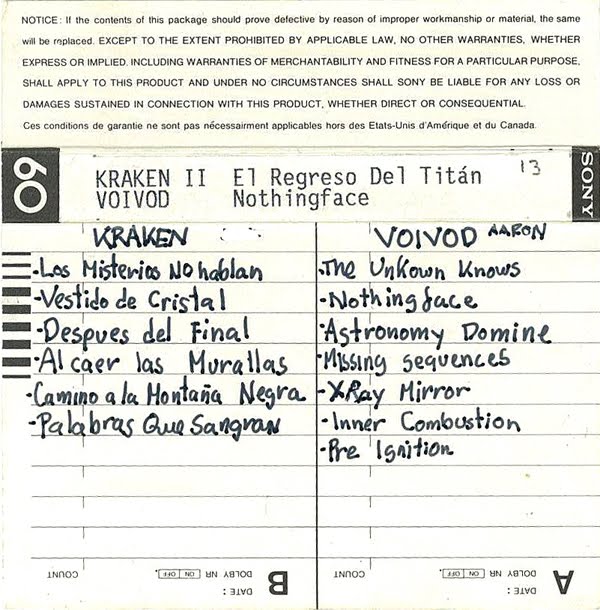 NOTICE: If the contents of this package should prove defective by reason of improper workmanship or material, the same
will be replaced. EXCEPT TO THE EXTENT PROHIBITED BY APPLICABLE LAW, NO OTHER WARRANTIES, WHETHER
EXPRESS OR IMPLIED. INCLUDING WARRANTIES OF MERCHANTABILITY AND FITNESS FOR A PARTICULAR PURPOSE,
SHALL APPLY TO THIS PRODUCT AND UNDER NO CIRCUMSTANCES SHALL SONY BE LIABLE FOR ANY LOSS OR
DAMAGES SUSTAINED IN CONNECTION WITH THIS PRODUCT, WHETHER DIRECT OR CONSEQUENTIAL.
Ces conditions de garantie ne sont pas nécessairment applicables hors des Etats-Unis d'Amérique et du Canada.
60 KRAKEN II El Regreso Del Titán 13 SONY
VOIVOD Nothingface
KRAKEN
-Los Misterios No hablan
-Vestido de Cristal
-Despues del Final
-Al caer las Murallas
-Camino a la Montaña Negra
-Palabras Que Sangran
VOIVOD AARON
-The Unkown Knows
-Nothingface
-Astronomy Domine
-Missing sequences
-XRay Mirror
-Inner Combustion
-Pre Ignition
B DATE:
DOLBY NR ON OFF COUNT
A DATE:
DOLBY NR ON OFF COUNT